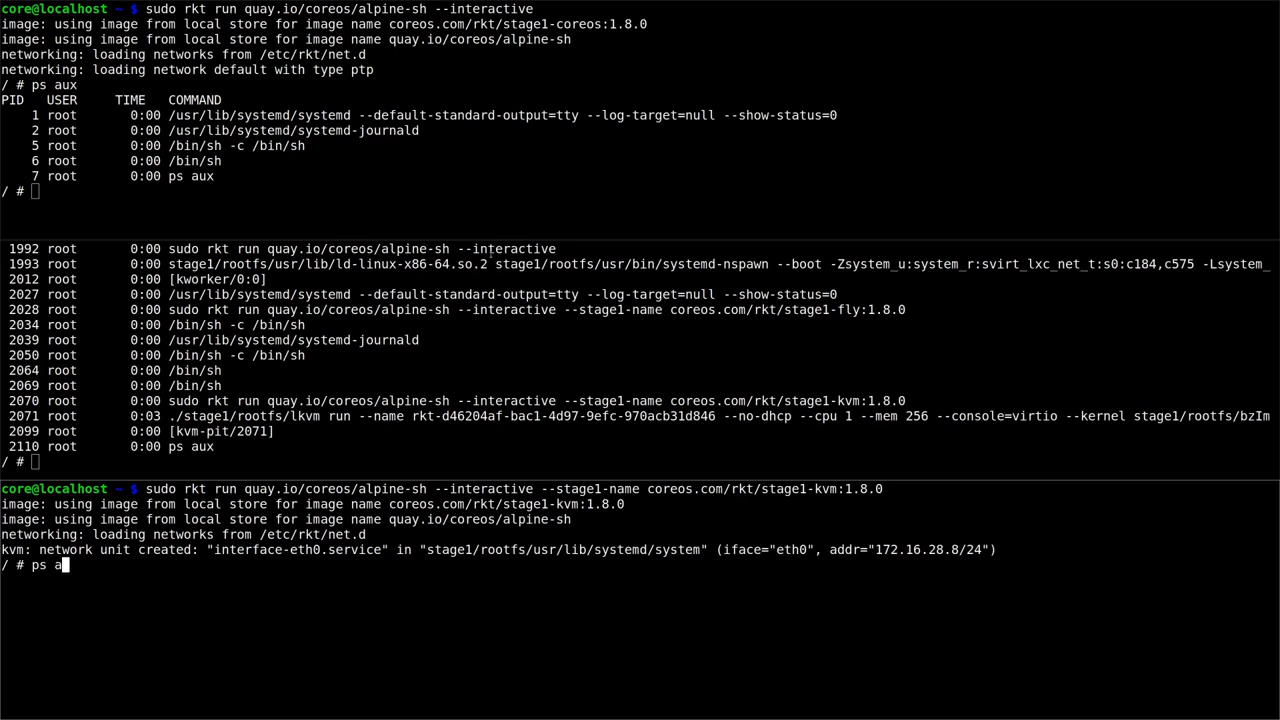 core@localhost ~ $ sudo rkt run quay.io/coreos/alpine-sh --interactive
image: using image from local store for image name coreos.com/rkt/stage1-coreos:1.8.0
image: using image from local store for image name quay.io/coreos/alpine-sh
networking: loading networks from /etc/rkt/net.d
networking: loading network default with type ptp
/ # ps aux
PID   USER     TIME   COMMAND
    1 root       0:00 /usr/lib/systemd/systemd --default-standard-output=tty --log-target=null --show-status=0
    2 root       0:00 /usr/lib/systemd/systemd-journald
    5 root       0:00 /bin/sh -c /bin/sh
    6 root       0:00 /bin/sh
    7 root       0:00 ps aux
/ #
 1992 root       0:00 sudo rkt run quay.io/coreos/alpine-sh --interactive
 1993 root       0:00 stage1/rootfs/usr/lib/ld-linux-x86-64.so.2 stage1/rootfs/usr/bin/systemd-nspawn --boot -Zsystem_u:system_r:svirt_lxc_net_t:s0:c184,c575 -Lsystem_
 2012 root       0:00 [kworker/0:0]
 2027 root       0:00 /usr/lib/systemd/systemd --default-standard-output=tty --log-target=null --show-status=0
 2028 root       0:00 sudo rkt run quay.io/coreos/alpine-sh --interactive --stage1-name coreos.com/rkt/stage1-fly:1.8.0
 2034 root       0:00 /bin/sh -c /bin/sh
 2039 root       0:00 /usr/lib/systemd/systemd-journald
 2050 root       0:00 /bin/sh -c /bin/sh
 2064 root       0:00 /bin/sh
 2069 root       0:00 /bin/sh
 2070 root       0:00 sudo rkt run quay.io/coreos/alpine-sh --interactive --stage1-name coreos.com/rkt/stage1-kvm:1.8.0
 2071 root       0:03 ./stage1/rootfs/lkvm run --name rkt-d46204af-bac1-4d97-9efc-970acb31d846 --no-dhcp --cpu 1 --mem 256 --console=virtio --kernel stage1/rootfs/bzIm
 2099 root       0:00 [kvm-pit/2071]
 2110 root       0:00 ps aux
/ #
core@localhost ~ $ sudo rkt run quay.io/coreos/alpine-sh --interactive --stage1-name coreos.com/rkt/stage1-kvm:1.8.0
image: using image from local store for image name coreos.com/rkt/stage1-kvm:1.8.0
image: using image from local store for image name quay.io/coreos/alpine-sh
networking: loading networks from /etc/rkt/net.d
kvm: network unit created: "interface-eth0.service" in "stage1/rootfs/usr/lib/systemd/system" (iface="eth0", addr="172.16.28.8/24")
/ # ps a